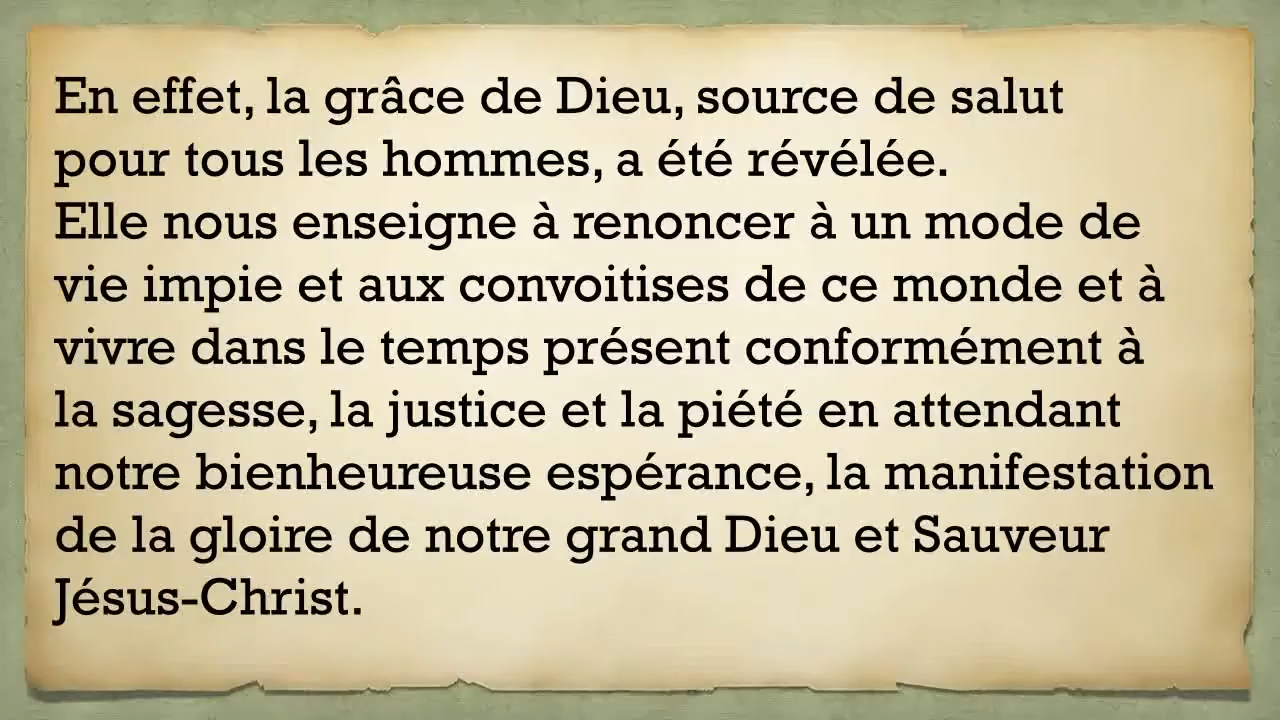 En effet, la grâce de Dieu, source de salut
pour tous les hommes, a été révélée.
Elle nous enseigne à renoncer à un mode de
vie impie et aux convoitises de ce monde et à
vivre dans le temps présent conformément à
la sagesse, la justice et la piété en attendant
notre bienheureuse espérance, la manifestation
de la gloire de notre grand Dieu et Sauveur
Jésus-Christ.